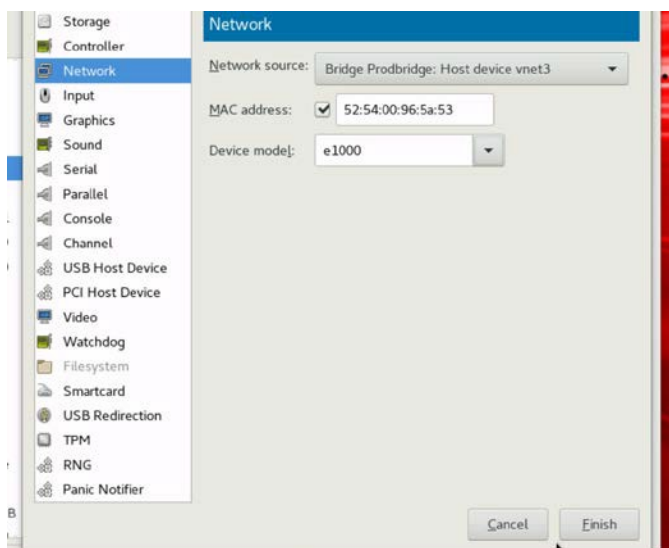 Storage
Controller
Network
Input
Graphics
Sound
Serial
Parallel
Console
Channel
USB Host Device
PCI Host Device
Video
Watchdog
Filesystem
Smartcard
USB Redirection
TPM
RNG
Panic Notifier
Network
Network source: Bridge Prodbridge: Host device vnet3
MAC address: 52:54:00:96:5a:53
Device model: e1000
Cancel Finish
B